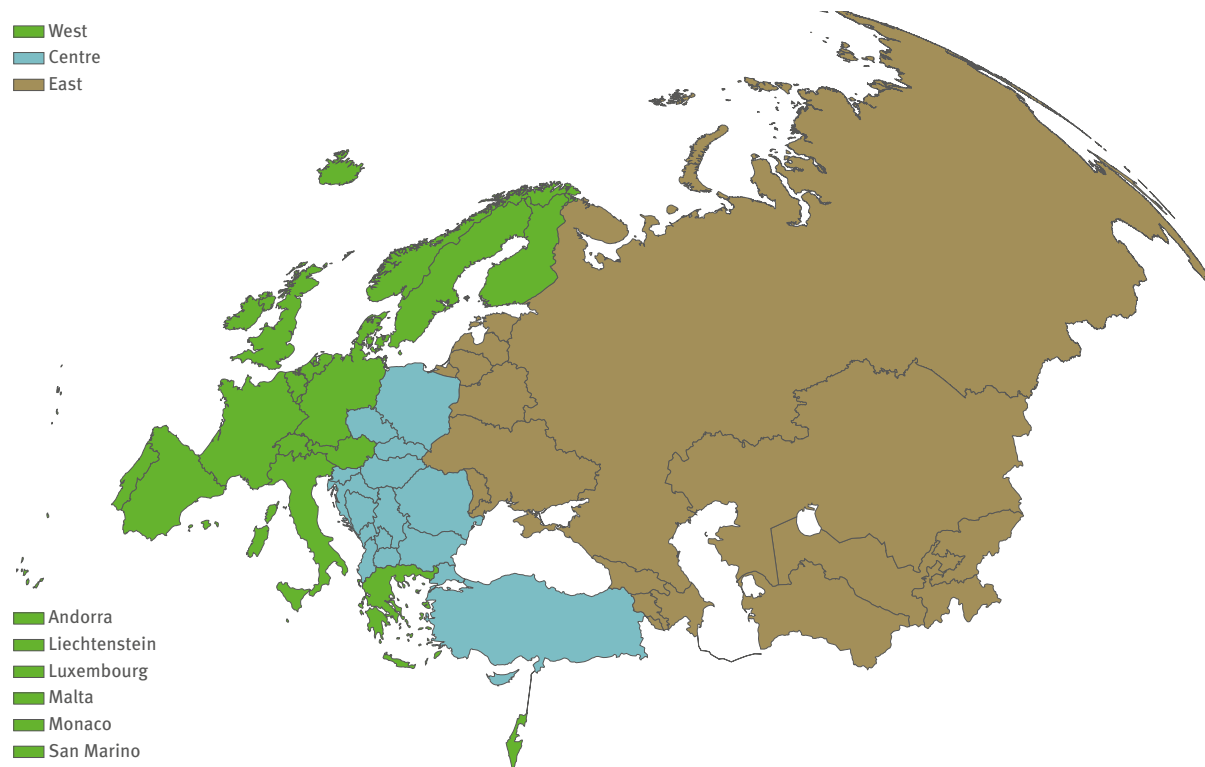 West
Centre
East
Andorra
Liechtenstein
Luxembourg
Malta
Monaco
San Marino